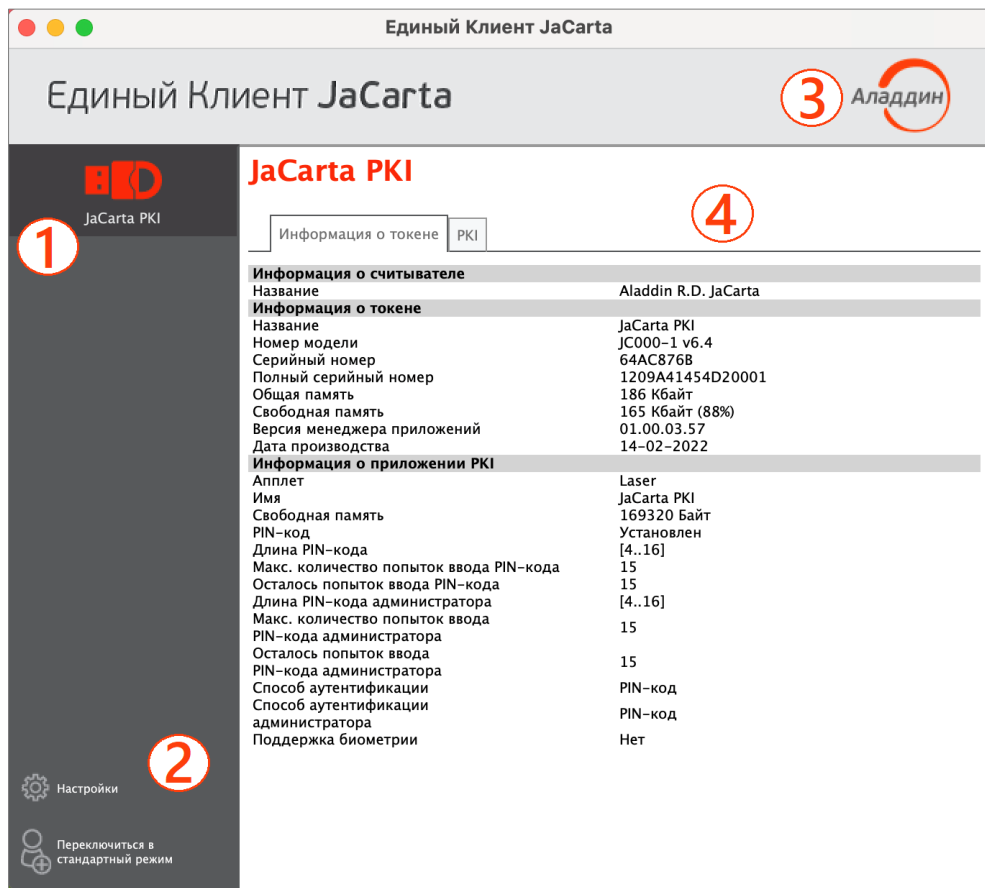 Единый Клиент JaCarta
Единый Клиент JaCarta
3
Аладдин
JaCarta PKI
1
JaCarta PKI
4
Информация о токене
PKI
Информация о считывателе
Название Aladdin R.D. JaCarta
Информация о токене
Название JaCarta PKI
Номер модели JC000-1 v6.4
Серийный номер 64AC876B
Полный серийный номер 1209A41454D20001
Общая память 186 Кбайт
Свободная память 165 Кбайт (88%)
Версия менеджера приложений 01.00.03.57
Дата производства 14-02-2022
Информация о приложении PKI
Апплет Laser
Имя JaCarta PKI
Свободная память 169320 Байт
PIN-код Установлен
Длина PIN-кода [4..16]
Макс. количество попыток ввода PIN-кода 15
Осталось попыток ввода PIN-кода 15
Длина PIN-кода администратора [4..16]
Макс. количество попыток ввода
PIN-кода администратора 15
Осталось попыток ввода
PIN-кода администратора 15
Способ аутентификации PIN-код
Способ аутентификации
администратора PIN-код
Поддержка биометрии Нет
2
Настройки
Переключиться в
стандартный режим